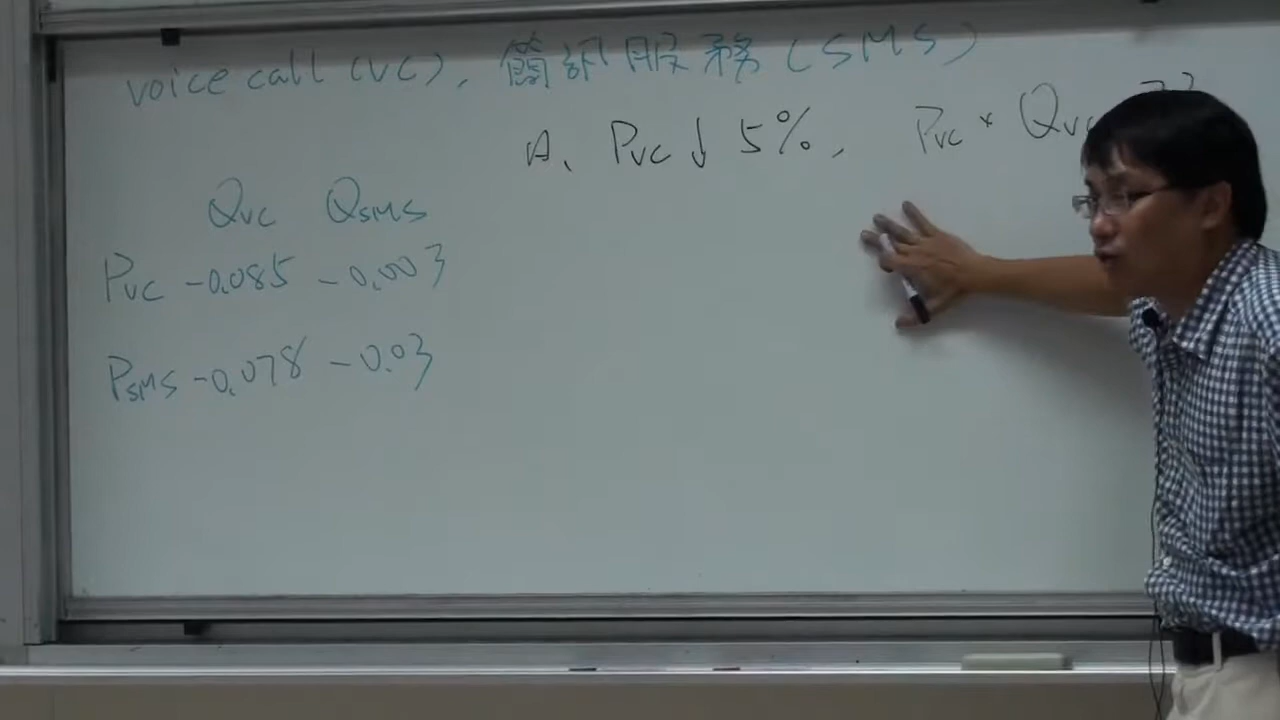 voice call (VC), 簡訊服務 (SMS)
A、 PVC ↓ 5%, PVC * QVC ??
QVC QSMS
PVC -0.085 -0.003
PSMS -0.078 -0.03